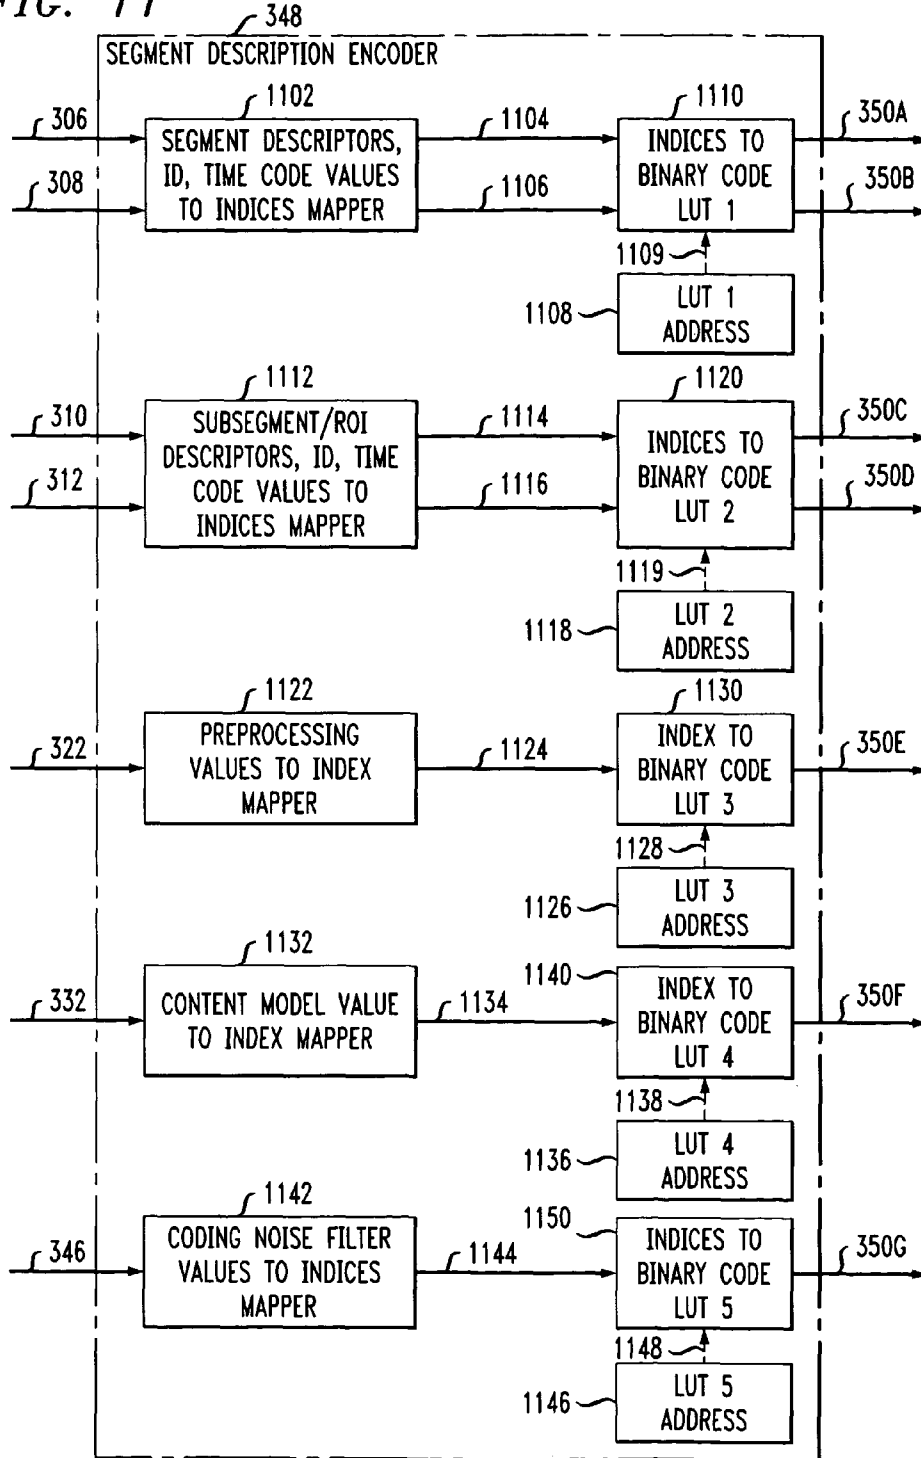 FIG. 11
348
SEGMENT DESCRIPTION ENCODER
306
308
1102
SEGMENT DESCRIPTORS,
ID, TIME CODE VALUES
TO INDICES MAPPER
1104
1106
1110
INDICES TO
BINARY CODE
LUT 1
350A
350B
1109
1108
LUT 1
ADDRESS
310
312
1112
SUBSEGMENT/ROI
DESCRIPTORS, ID, TIME
CODE VALUES TO
INDICES MAPPER
1114
1116
1120
INDICES TO
BINARY CODE
LUT 2
350C
350D
1119
1118
LUT 2
ADDRESS
322
1122
PREPROCESSING
VALUES TO INDEX
MAPPER
1124
1130
INDEX TO
BINARY CODE
LUT 3
350E
1128
1126
LUT 3
ADDRESS
332
1132
CONTENT MODEL VALUE
TO INDEX MAPPER
1134
1140
INDEX TO
BINARY CODE
LUT 4
350F
1138
1136
LUT 4
ADDRESS
346
1142
CODING NOISE FILTER
VALUES TO INDICES
MAPPER
1144
1150
INDICES TO
BINARY CODE
LUT 5
350G
1148
1146
LUT 5
ADDRESS